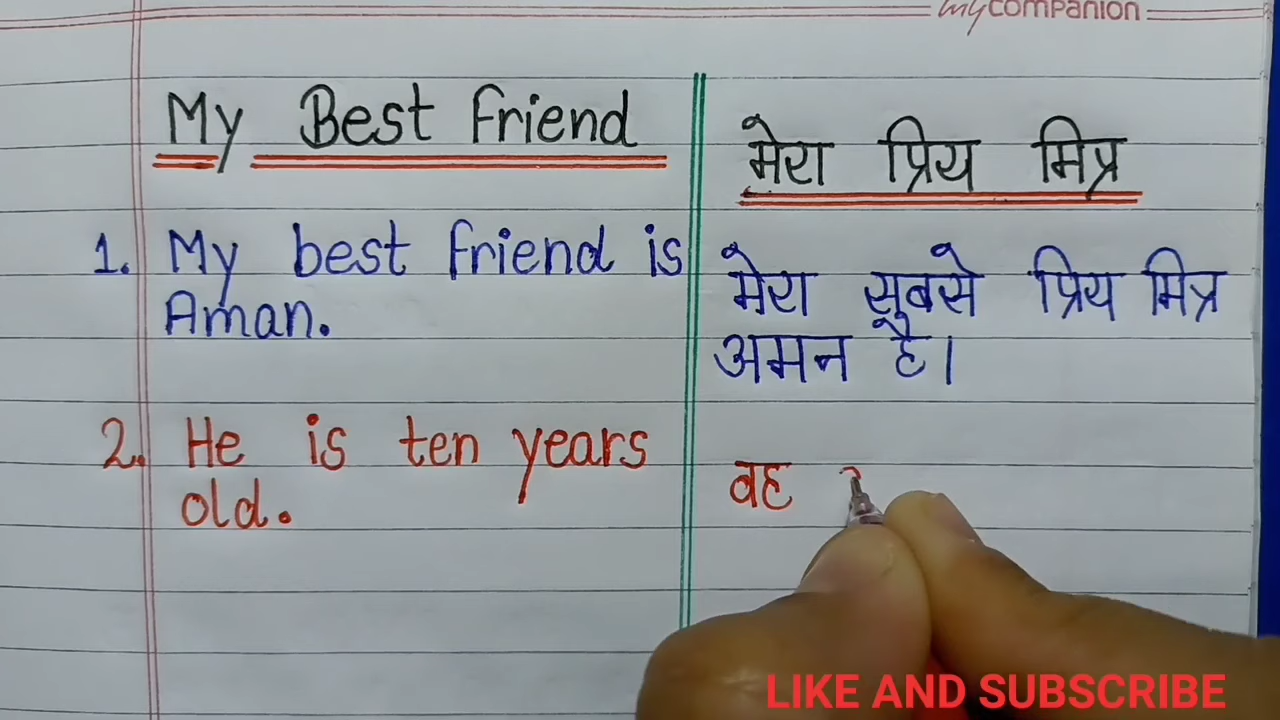 my companion
My Best Friend
मेरा प्रिय मित्र
1. My best friend is
Aman.
मेरा सबसे प्रिय मित्र
अमन है।
2. He is ten years
old.
वह
LIKE AND SUBSCRIBE